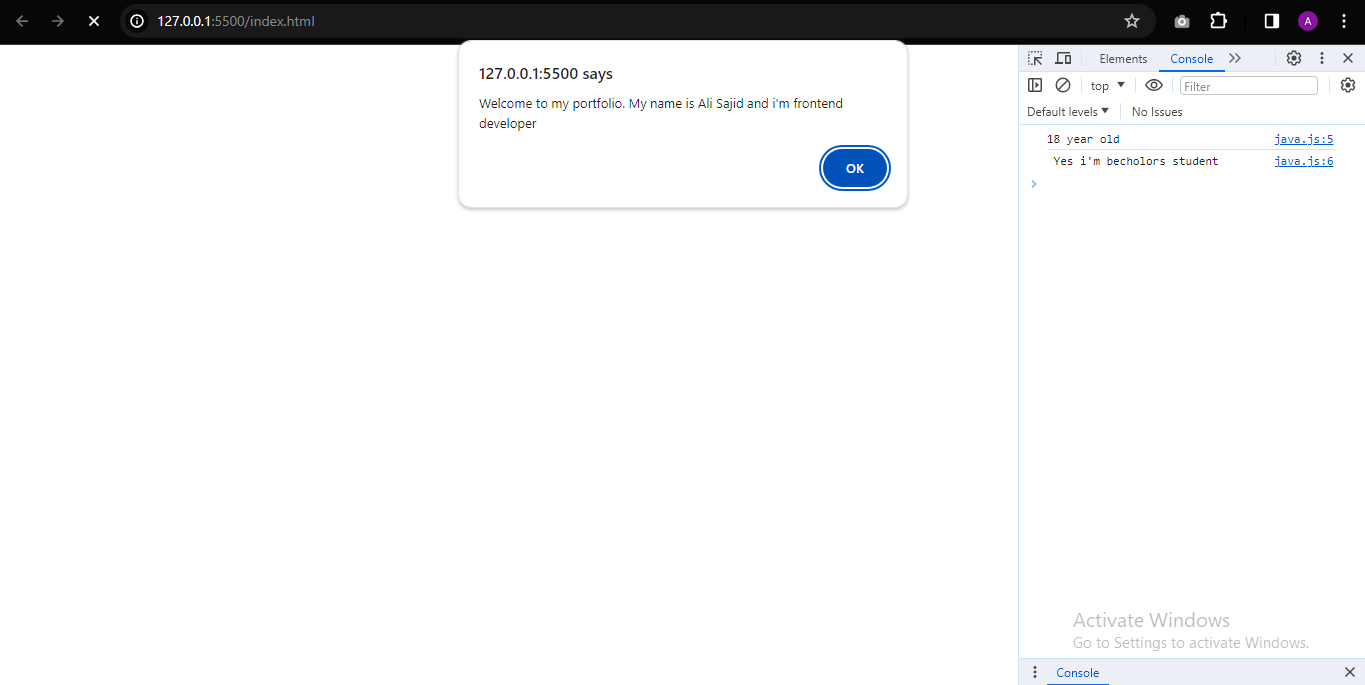 127.0.0.1:5500/index.html
A
127.0.0.1:5500 says
Welcome to my portfolio. My name is Ali Sajid and i'm frontend
developer
OK
Elements Console
top Filter
Default levels No Issues
18 year old java.js:5
Yes i'm becholors student java.js:6
Activate Windows
Go to Settings to activate Windows.
Console